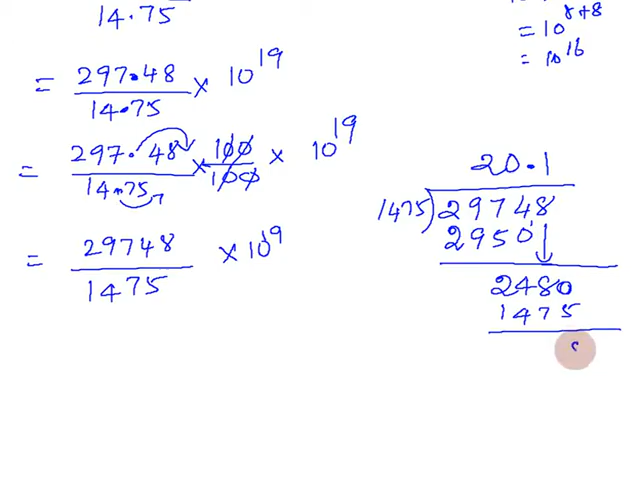 14.75
= 10^8+8
= 10^16
= 297.48/14.75 × 10^19
= 297.48/14.75 × 100/100 × 10^19
= 29748/1475 × 10^19
20.1
1475)29748
2950
2480
1475